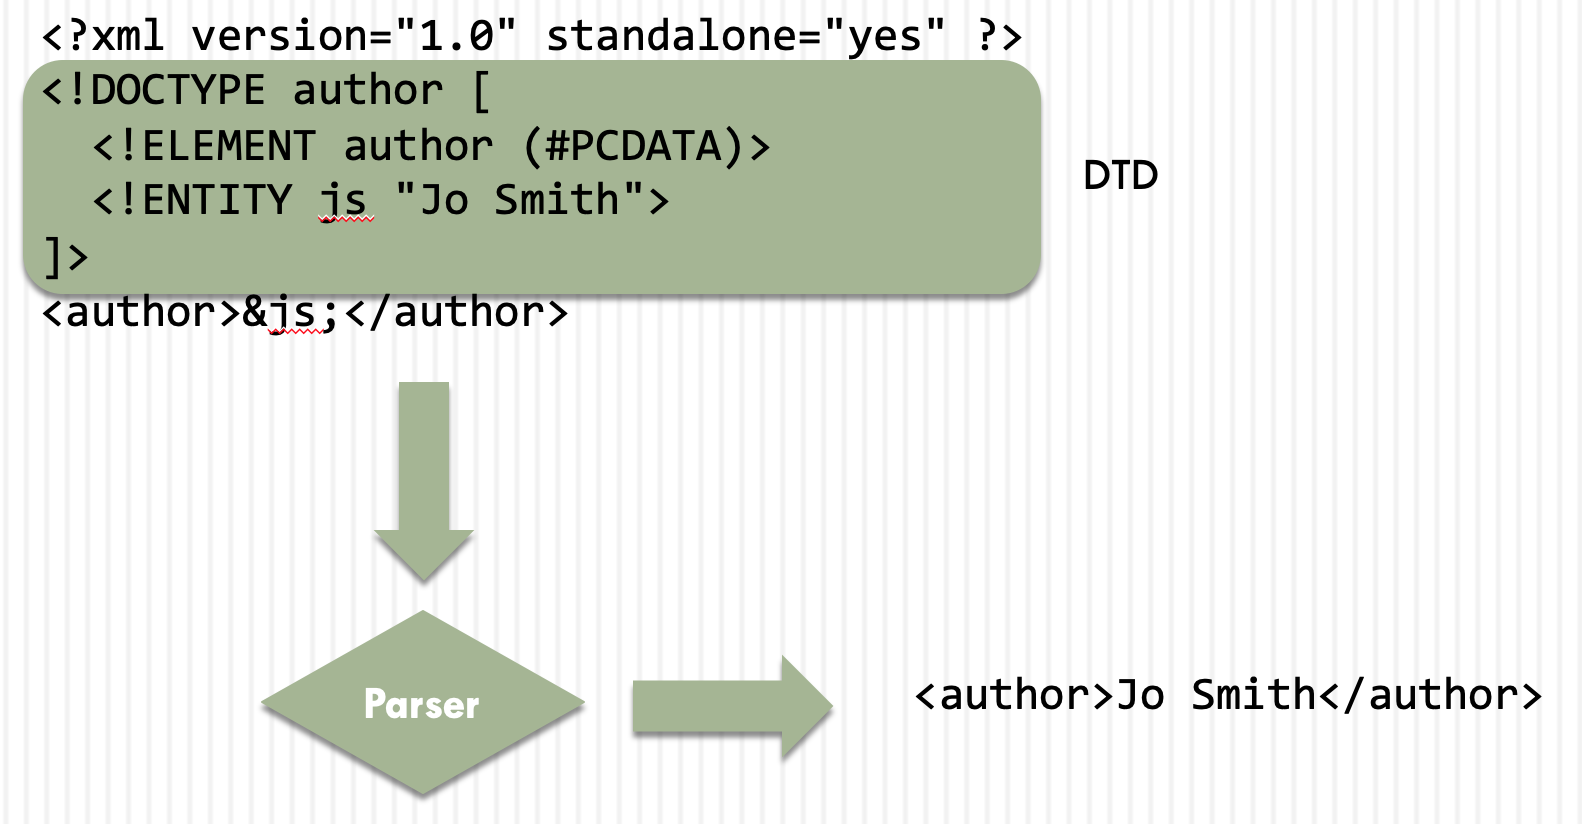 <?xml version="1.0" standalone="yes" ?>
<!DOCTYPE author [
  <!ELEMENT author (#PCDATA)>
  <!ENTITY js "Jo Smith">
]>
DTD
<author>&js;</author>
Parser
<author>Jo Smith</author>